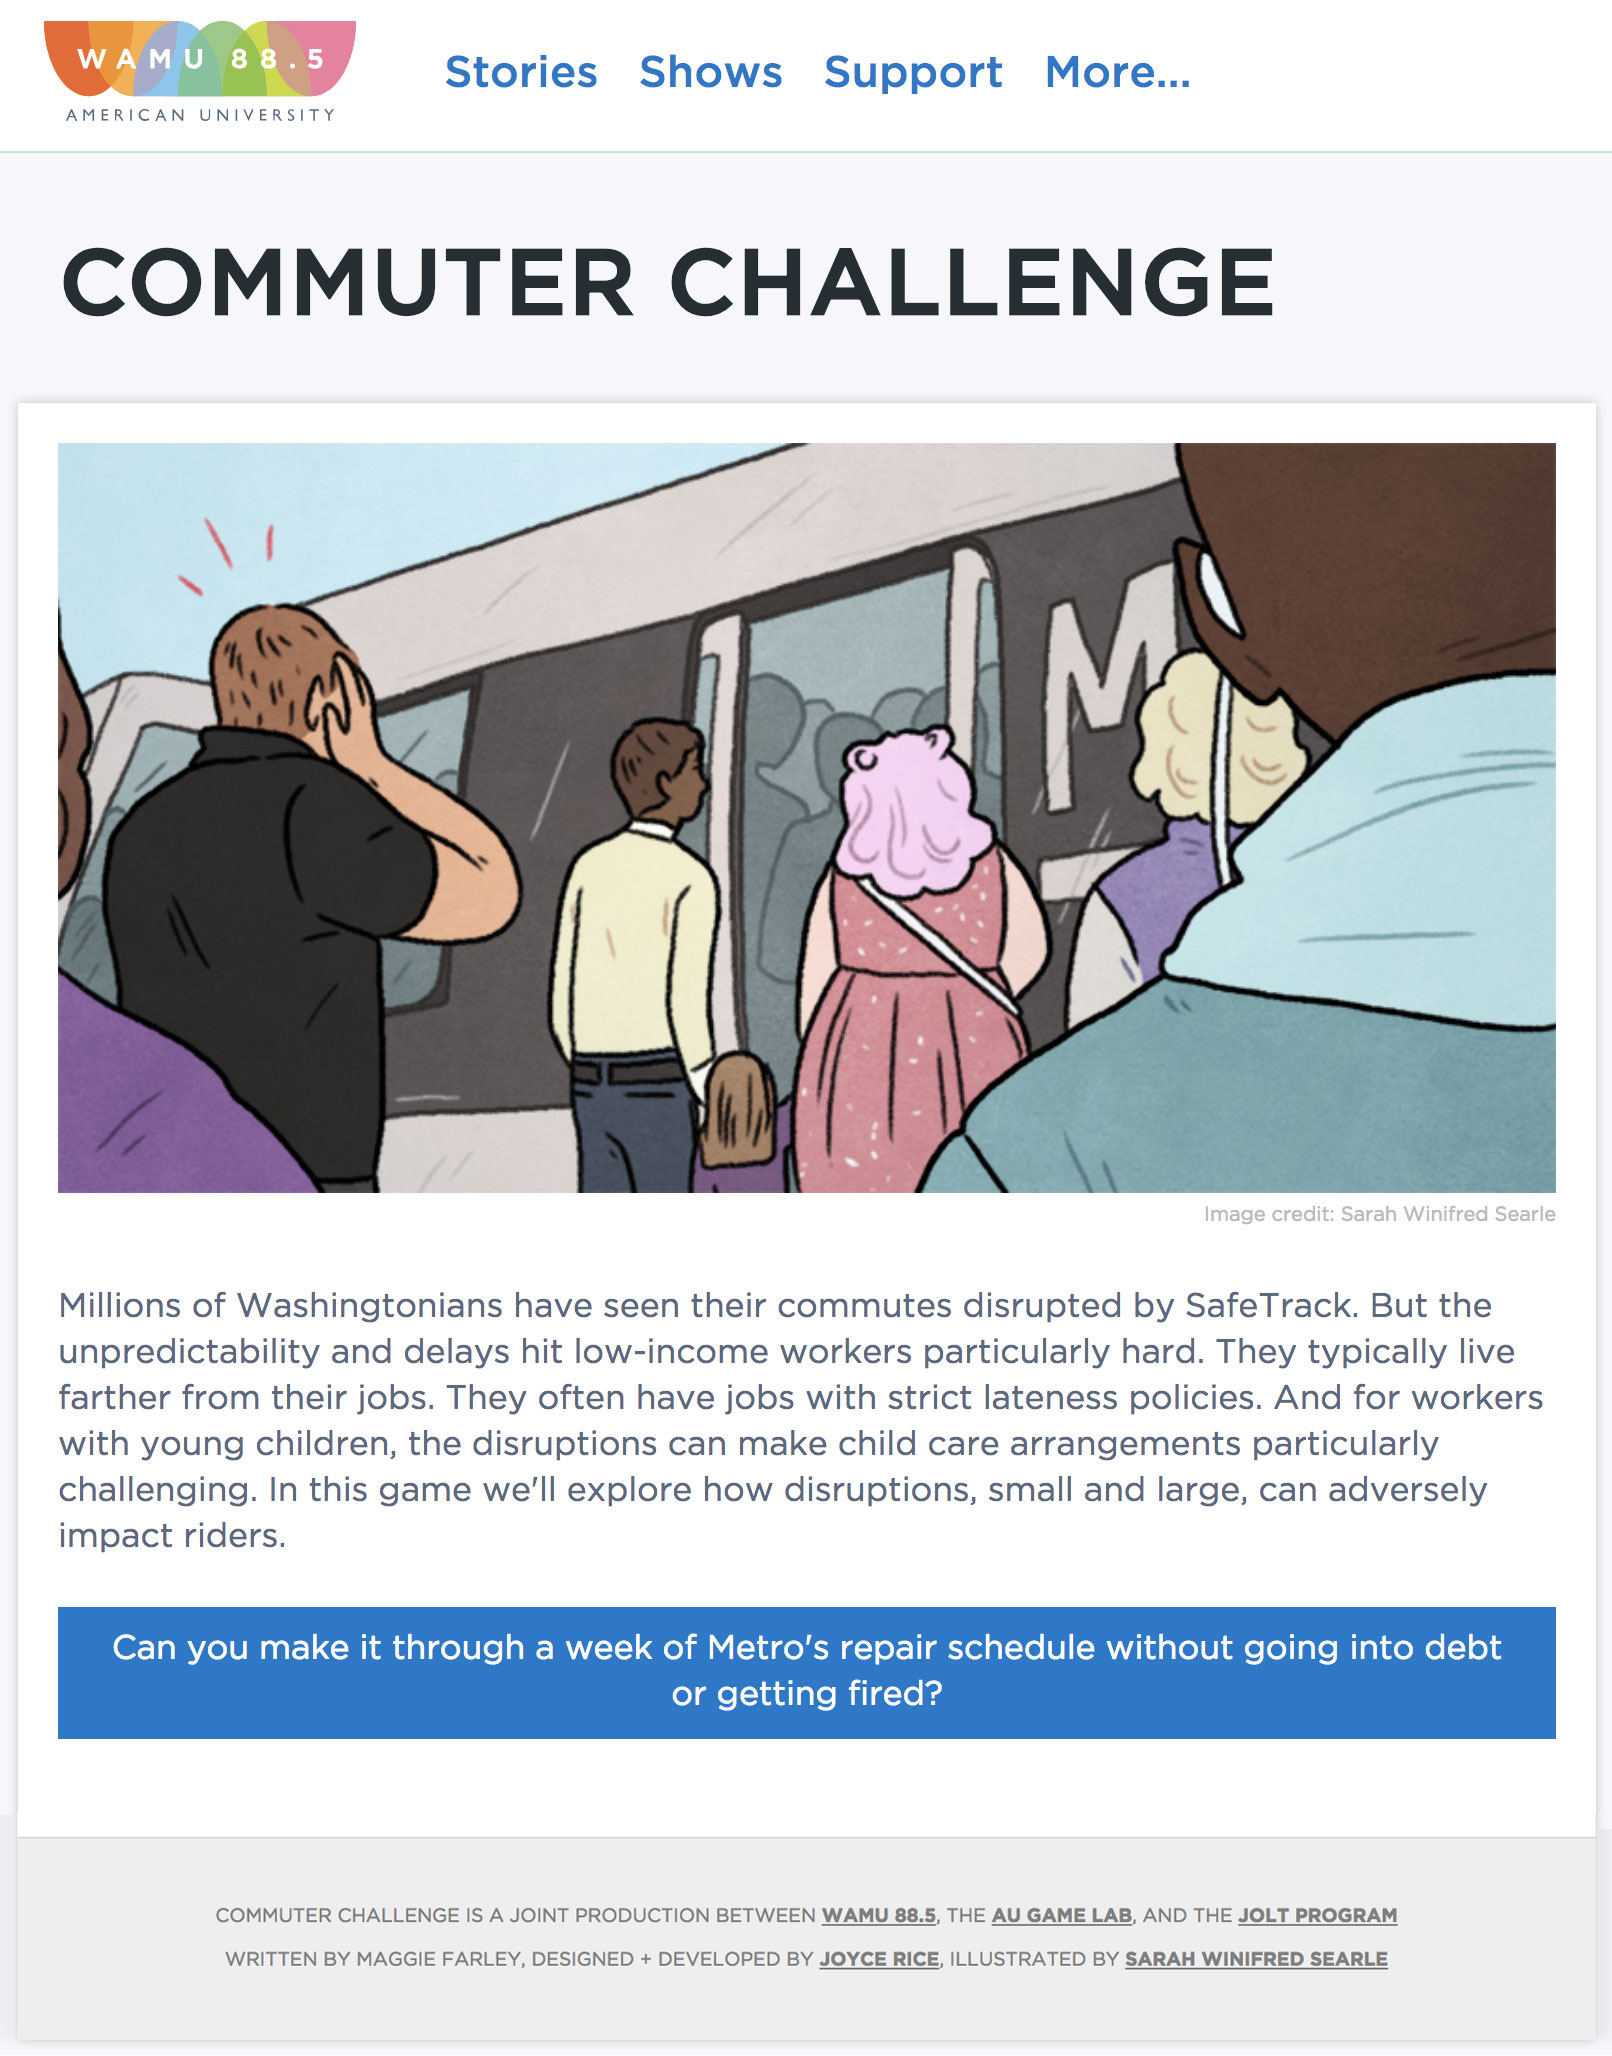 WAMU 88.5
AMERICAN UNIVERSITY
Stories Shows Support More...
COMMUTER CHALLENGE
M
Image credit: Sarah Winifred Searle
Millions of Washingtonians have seen their commutes disrupted by SafeTrack. But the
unpredictability and delays hit low-income workers particularly hard. They typically live
farther from their jobs. They often have jobs with strict lateness policies. And for workers
with young children, the disruptions can make child care arrangements particularly
challenging. In this game we'll explore how disruptions, small and large, can adversely
impact riders.
Can you make it through a week of Metro's repair schedule without going into debt
or getting fired?
COMMUTER CHALLENGE IS A JOINT PRODUCTION BETWEEN WAMU 88.5, THE AU GAME LAB, AND THE JOLT PROGRAM
WRITTEN BY MAGGIE FARLEY, DESIGNED + DEVELOPED BY JOYCE RICE, ILLUSTRATED BY SARAH WINIFRED SEARLE